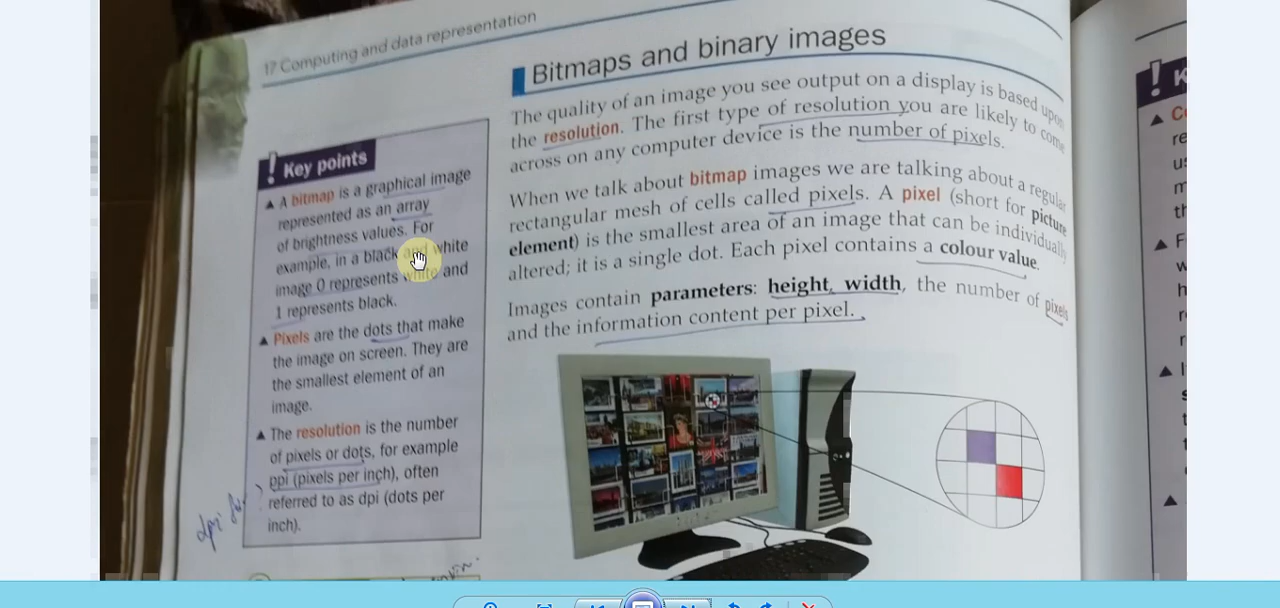 17 Computing and data representation
Bitmaps and binary images
The quality of an image you see output on a display is based upon
the resolution. The first type of resolution you are likely to come
across on any computer device is the number of pixels.
When we talk about bitmap images we are talking about a regular
rectangular mesh of cells called pixels. A pixel (short for picture
element) is the smallest area of an image that can be individually
altered; it is a single dot. Each pixel contains a colour value.
Images contain parameters: height, width, the number of pixels
and the information content per pixel.
! Key points
▲ A bitmap is a graphical image
represented as an array
of brightness values. For
example, in a black and white
image 0 represents white and
1 represents black.
▲ Pixels are the dots that make
the image on screen. They are
the smallest element of an
image.
▲ The resolution is the number
of pixels or dots, for example
ppi (pixels per inch), often
referred to as dpi (dots per
inch).
! K
▲ C
re
us
m
th
▲ F
w
h
r
r
▲ I
s
t
t
▲